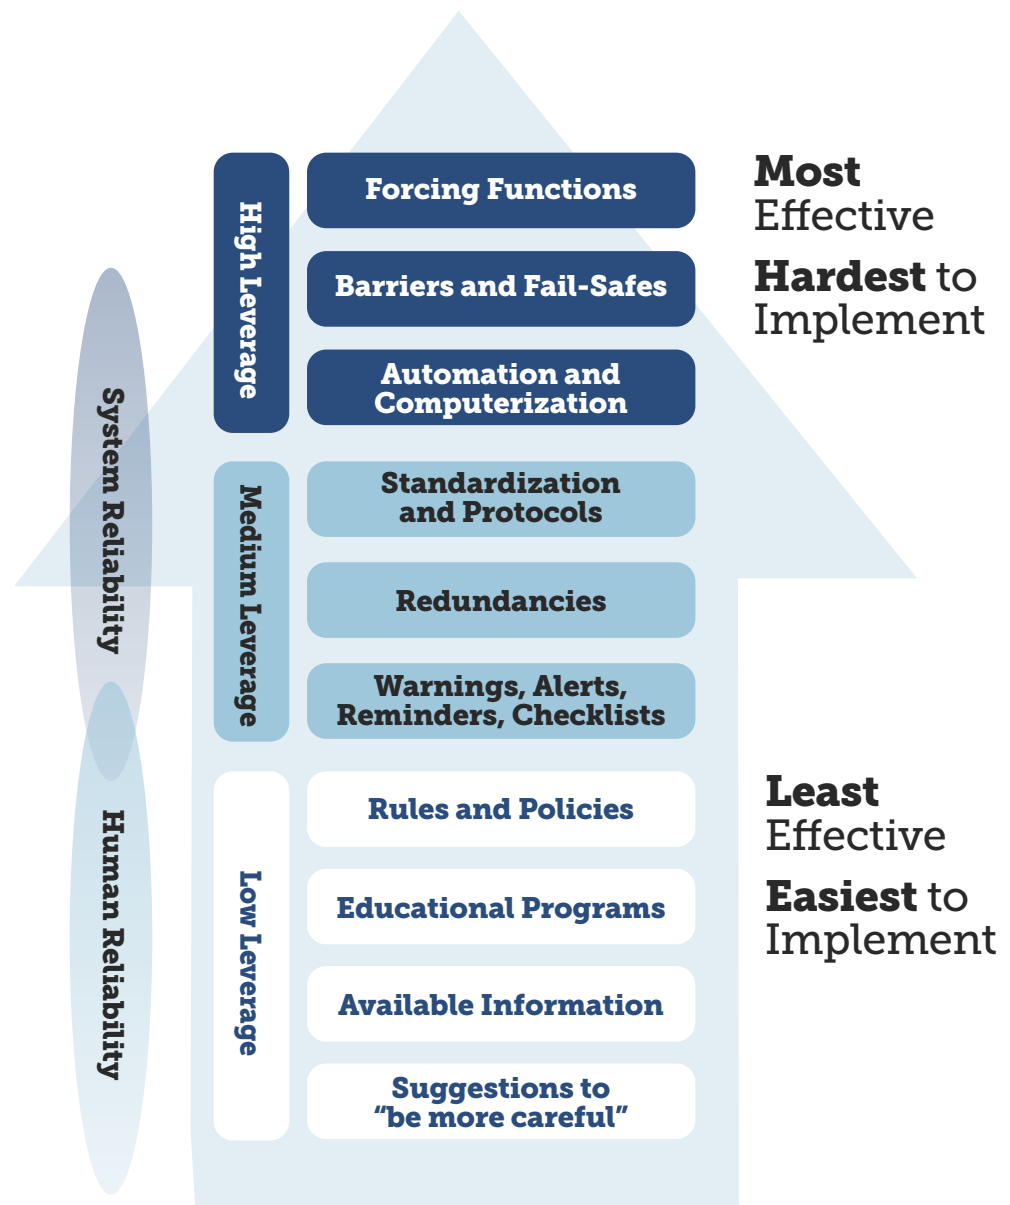 High Leverage
Forcing Functions
Barriers and Fail-Safes
Automation and
Computerization
Most
Effective
Hardest to
Implement
System Reliability
Medium Leverage
Standardization
and Protocols
Redundancies
Warnings, Alerts,
Reminders, Checklists
Human Reliability
Low Leverage
Rules and Policies
Educational Programs
Available Information
Suggestions to
“be more careful”
Least
Effective
Easiest to
Implement